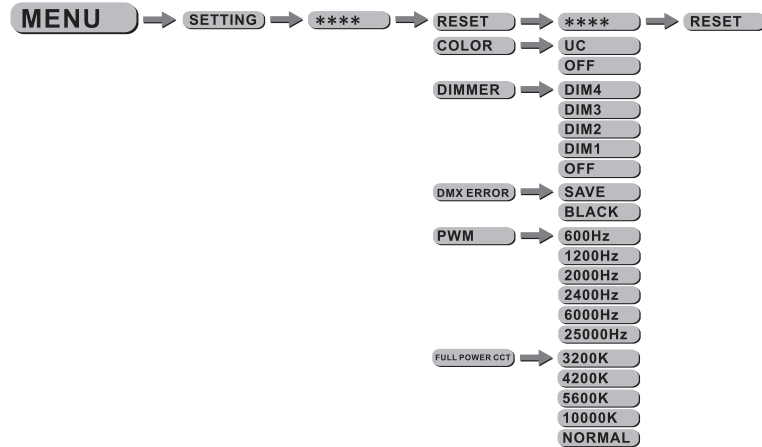 MENU SETTING **** RESET **** RESET
COLOR UC
OFF
DIMMER DIM4
DIM3
DIM2
DIM1
OFF
DMX ERROR SAVE
BLACK
PWM 600Hz
1200Hz
2000Hz
2400Hz
6000Hz
25000Hz
FULL POWER CCT 3200K
4200K
5600K
10000K
NORMAL